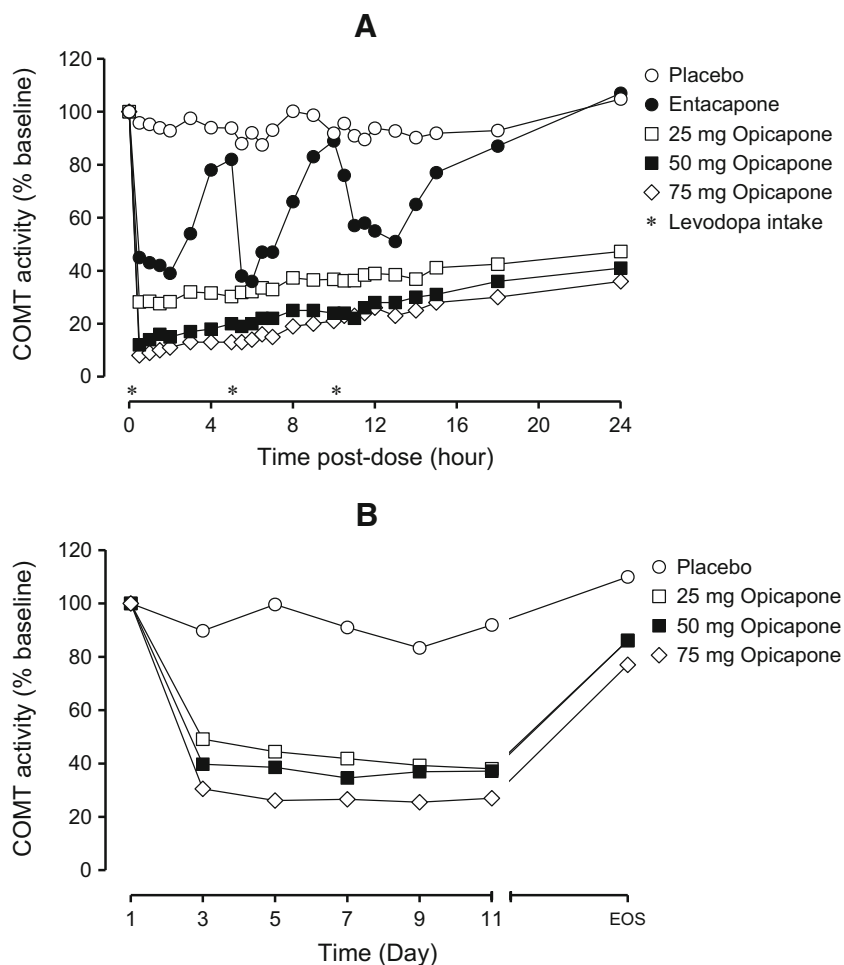 A
COMT activity (% baseline)
120
100
80
60
40
20
0
* * *
0 4 8 12 16 20 24
Time post-dose (hour)
Placebo
Entacapone
25 mg Opicapone
50 mg Opicapone
75 mg Opicapone
* Levodopa intake
B
COMT activity (% baseline)
120
100
80
60
40
20
0
1 3 5 7 9 11 EOS
Time (Day)
Placebo
25 mg Opicapone
50 mg Opicapone
75 mg Opicapone